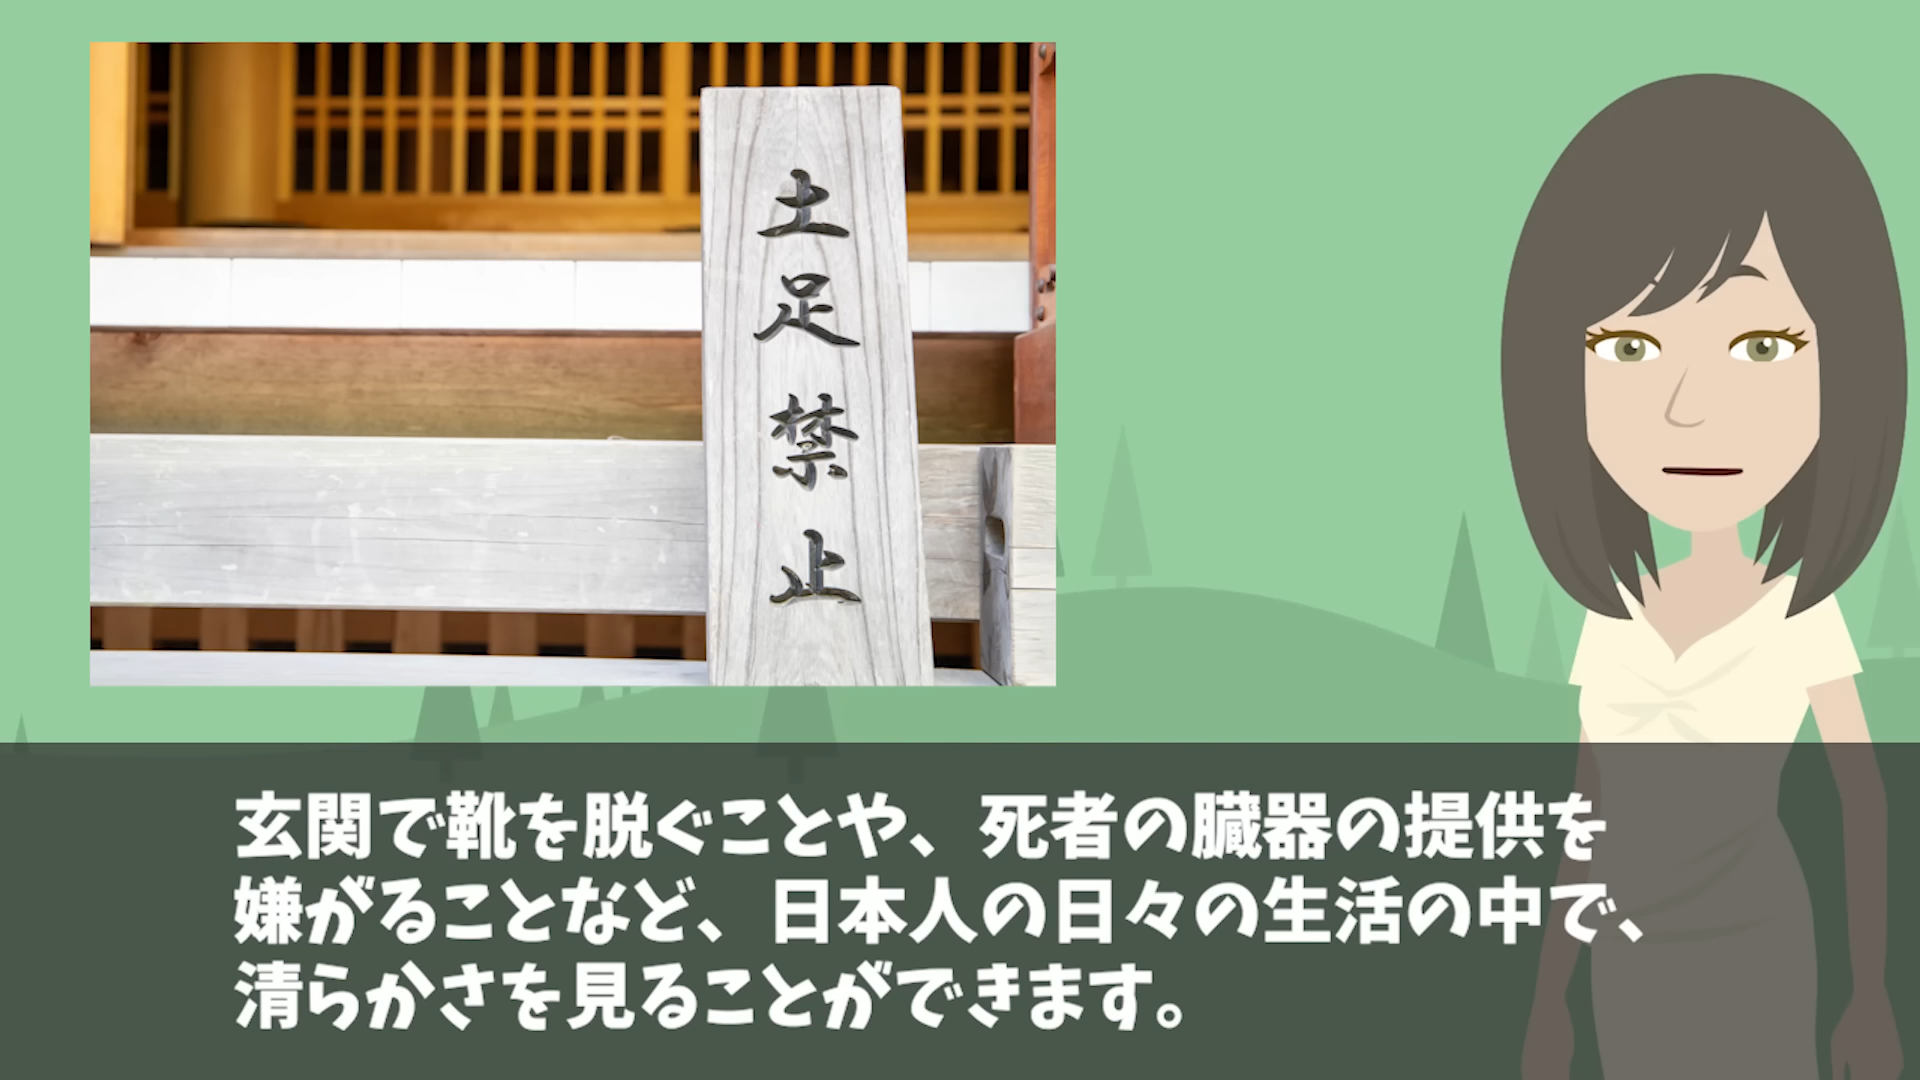 土足禁止
玄関で靴を脱ぐことや、死者の臓器の提供を
嫌がることなど、日本人の日々の生活の中で、
清らかさを見ることができます。